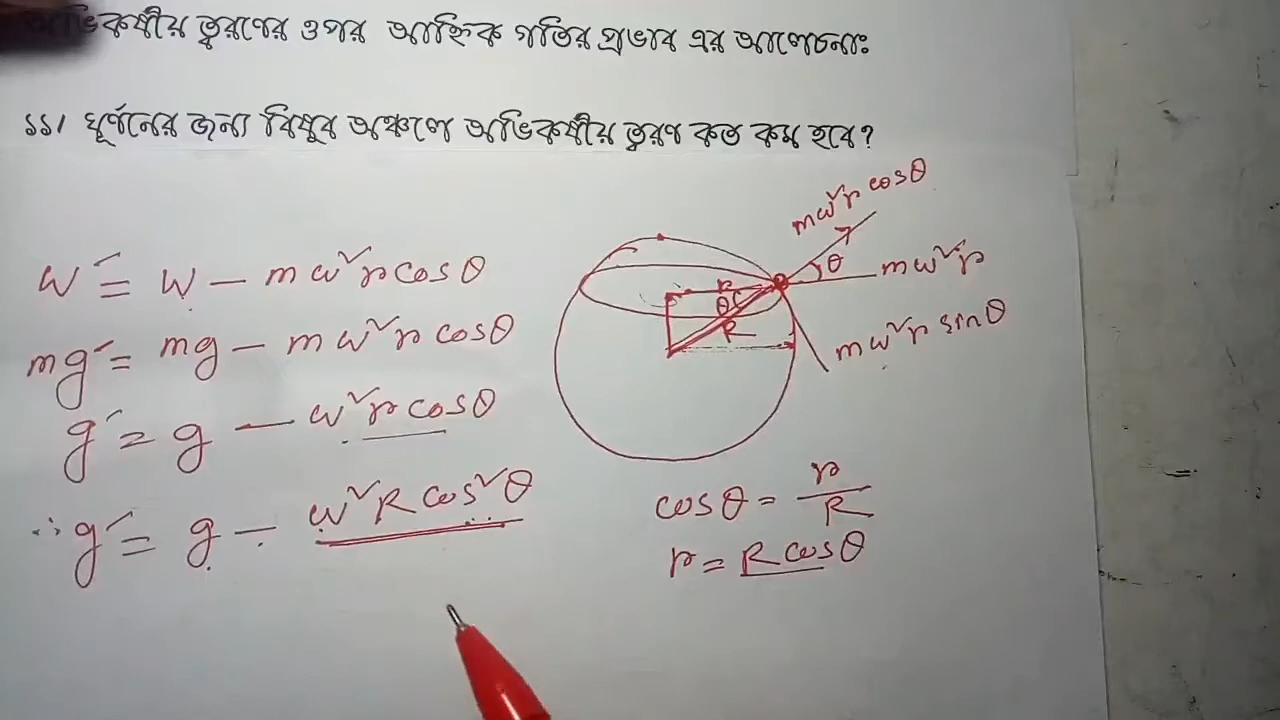 অভিকর্ষীয় ত্বরণের ওপর আহ্নিক গতির প্রভাব এর আলোচনাঃ
১১। ঘূর্ণনের জন্য বিষুব অঞ্চলে অভিকর্ষীয় ত্বরণ কত কম হবে?
W′ = W − mω²r cosθ
mg′ = mg − mω²r cosθ
g′ = g − ω²r cosθ
∴ g′ = g − ω²R cos²θ
mω²r cosθ
θ
mω²r
r
θ
R
mω²r sinθ
cosθ = r/R
r = R cosθ